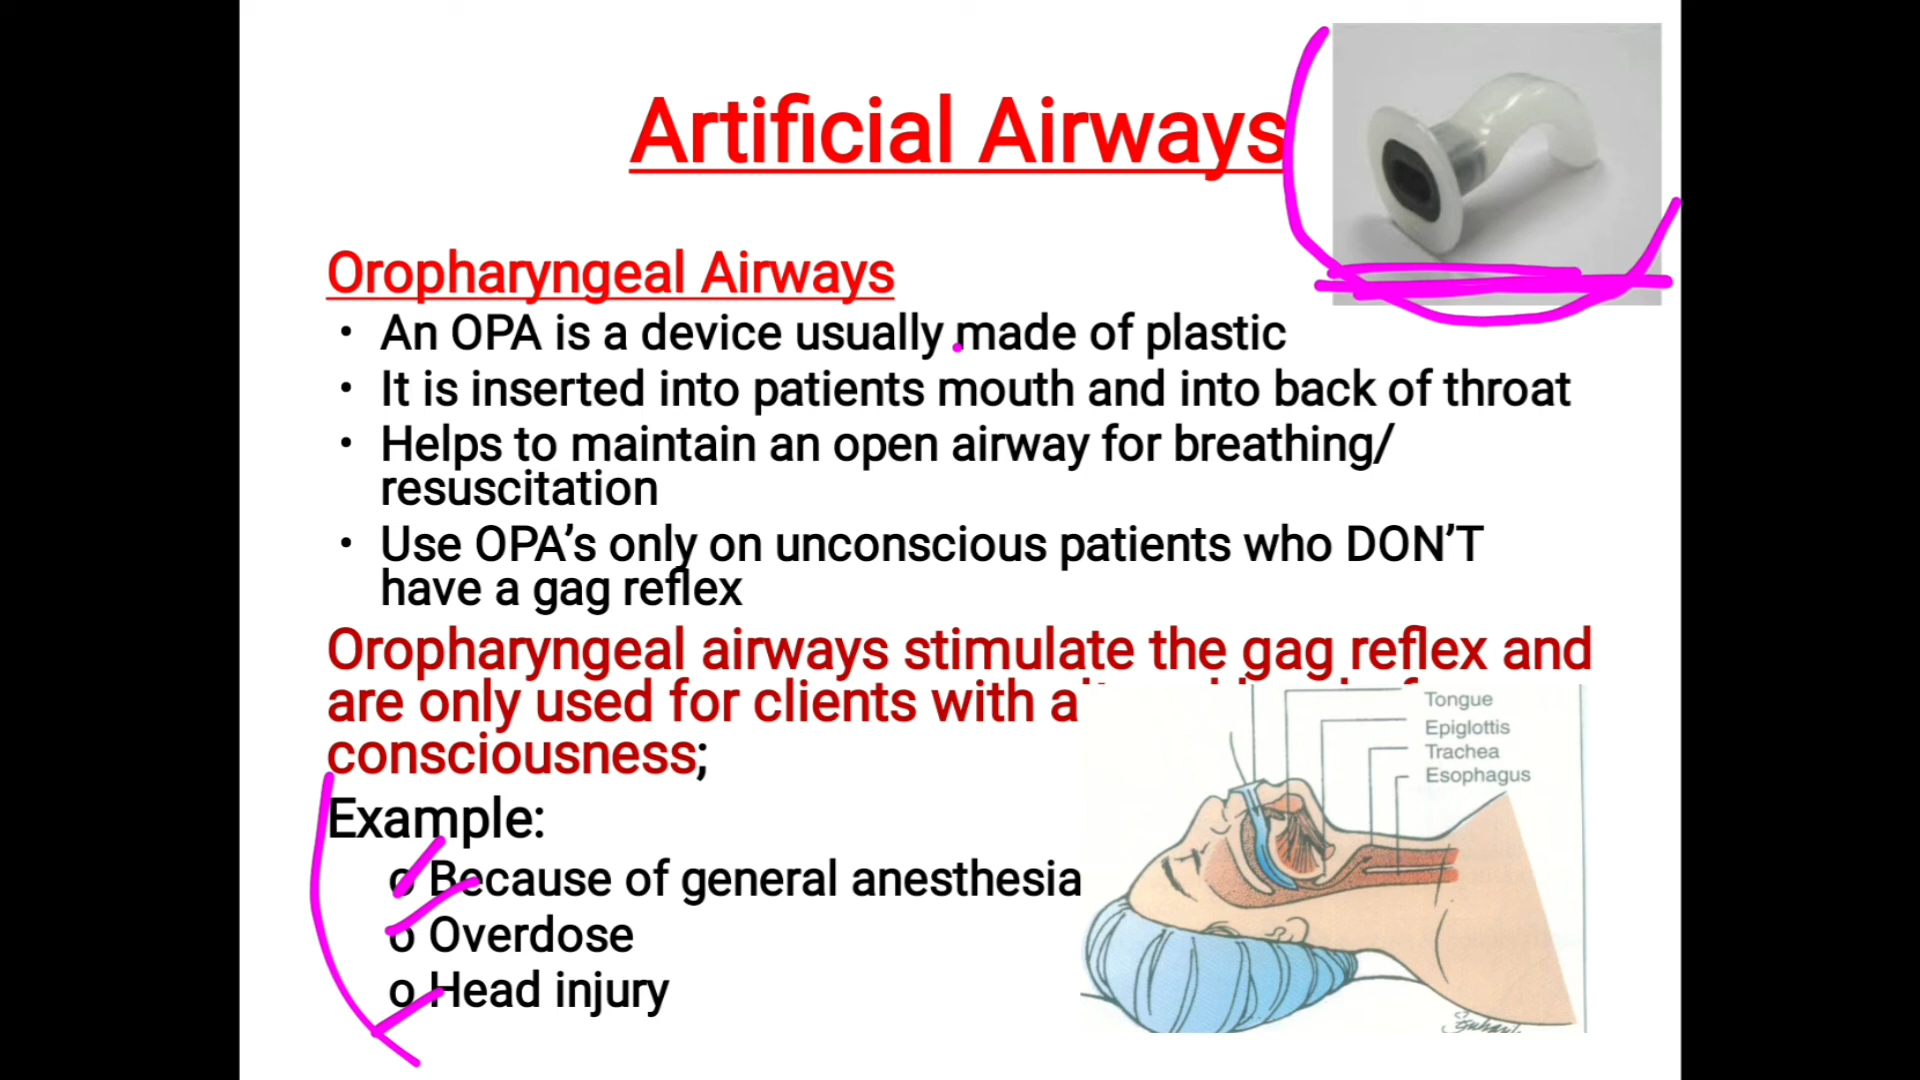 Artificial Airways
Oropharyngeal Airways
• An OPA is a device usually made of plastic
• It is inserted into patients mouth and into back of throat
• Helps to maintain an open airway for breathing/
resuscitation
• Use OPA’s only on unconscious patients who DON’T
have a gag reflex
Oropharyngeal airways stimulate the gag reflex and
are only used for clients with a
consciousness;
Example:
o Because of general anesthesia
o Overdose
o Head injury
Tongue
Epiglottis
Trachea
Esophagus